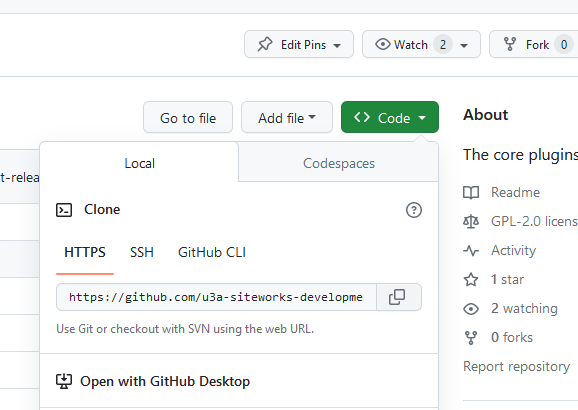 Edit Pins
Watch 2
Fork 0
Go to file
Add file
Code
About
Local
Codespaces
The core plugins
t-relea
Clone
Readme
GPL-2.0 licens
HTTPS
SSH
GitHub CLI
Activity
1 star
https://github.com/u3a-siteworks-developme
2 watching
Use Git or checkout with SVN using the web URL.
0 forks
Report repository
Open with GitHub Desktop